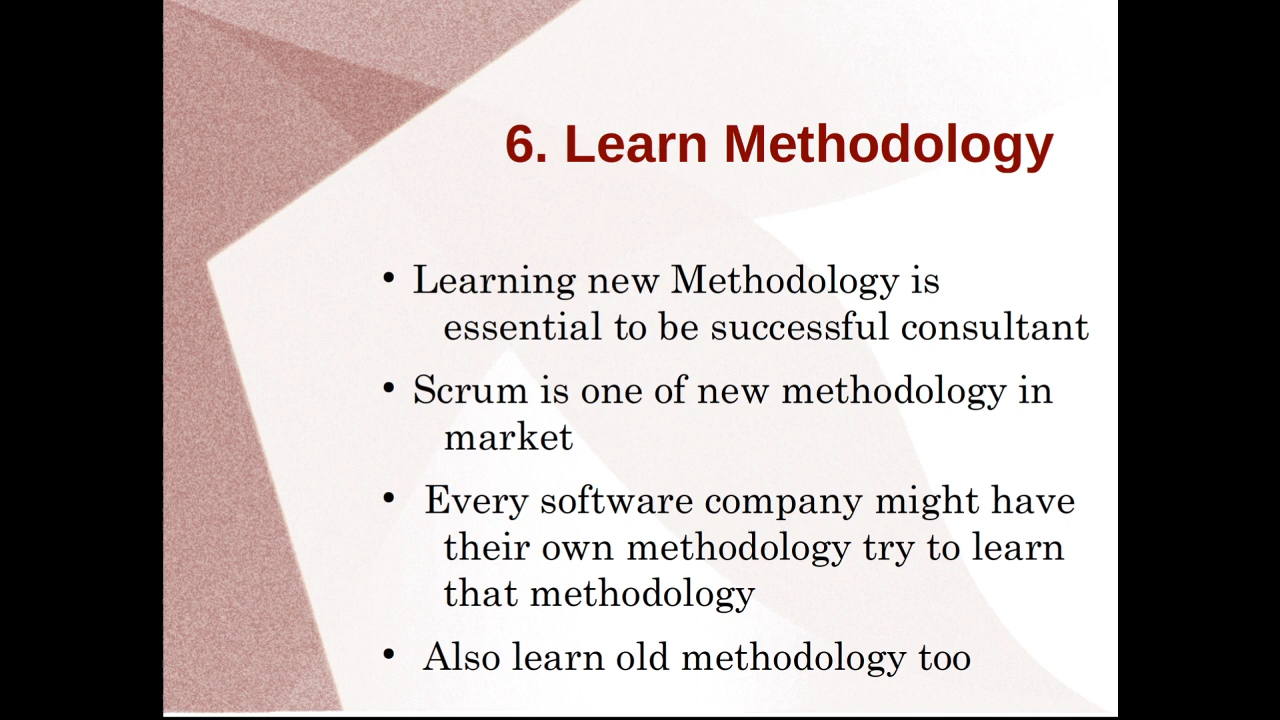 6. Learn Methodology
• Learning new Methodology is
essential to be successful consultant
• Scrum is one of new methodology in
market
• Every software company might have
their own methodology try to learn
that methodology
• Also learn old methodology too